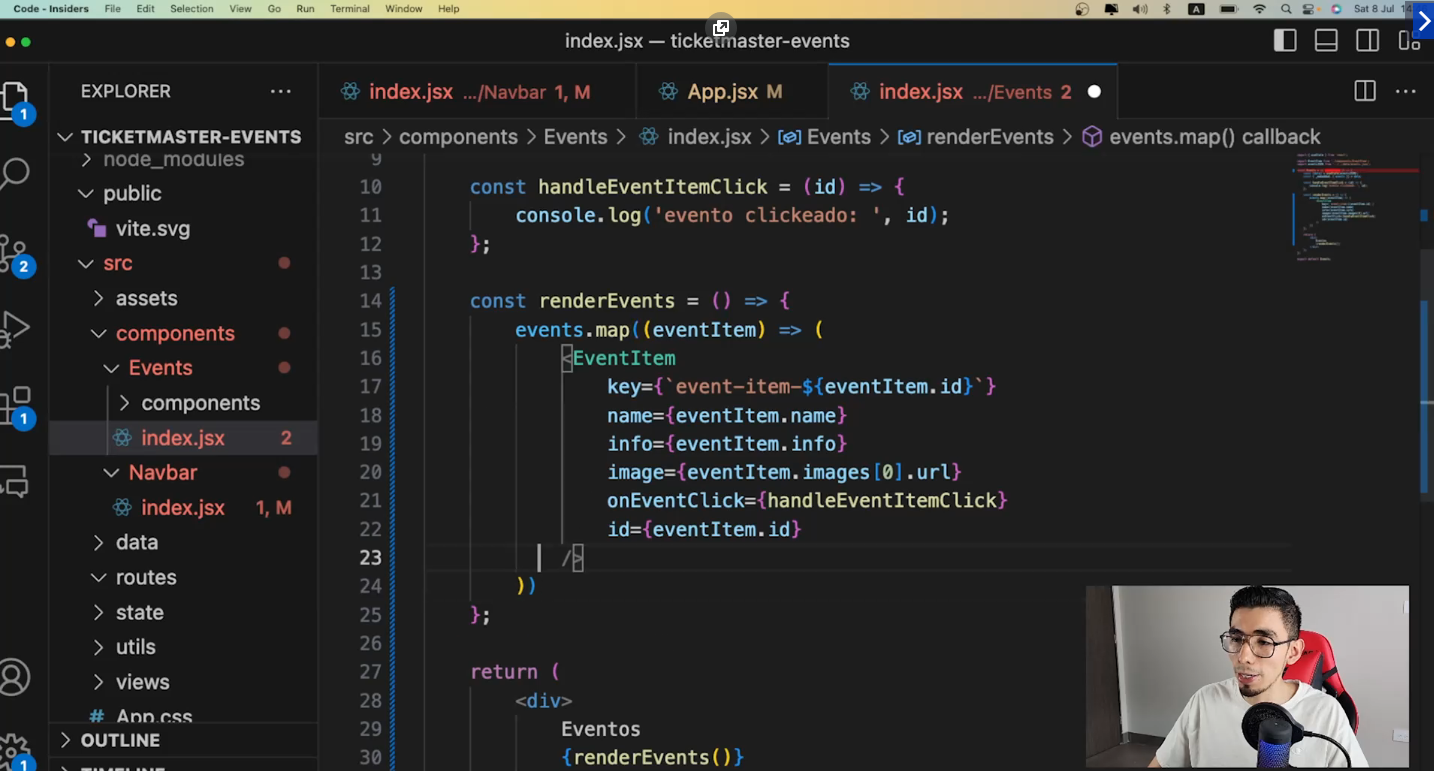 Code - Insiders File Edit Selection View Go Run Terminal Window Help A Sat 8 Jul
index.jsx — ticketmaster-events
EXPLORER
index.jsx .../Navbar 1, M
App.jsx M
index.jsx .../Events 2
TICKETMASTER-EVENTS
src > components > Events > index.jsx > Events > renderEvents > events.map() callback
node_modules
public
vite.svg
src
assets
components
Events
components
index.jsx 2
Navbar
index.jsx 1, M
data
routes
state
utils
views
# App.css
OUTLINE
TIMELINE
1
2
1
1
9
10 const handleEventItemClick = (id) => {
11 console.log('evento clickeado: ', id);
12 };
13
14 const renderEvents = () => {
15 events.map((eventItem) => (
16 <EventItem
17 key={`event-item-${eventItem.id}`}
18 name={eventItem.name}
19 info={eventItem.info}
20 image={eventItem.images[0].url}
21 onEventClick={handleEventItemClick}
22 id={eventItem.id}
23 />
24 ))
25 };
26
27 return (
28 <div>
29 Eventos
30 {renderEvents()}